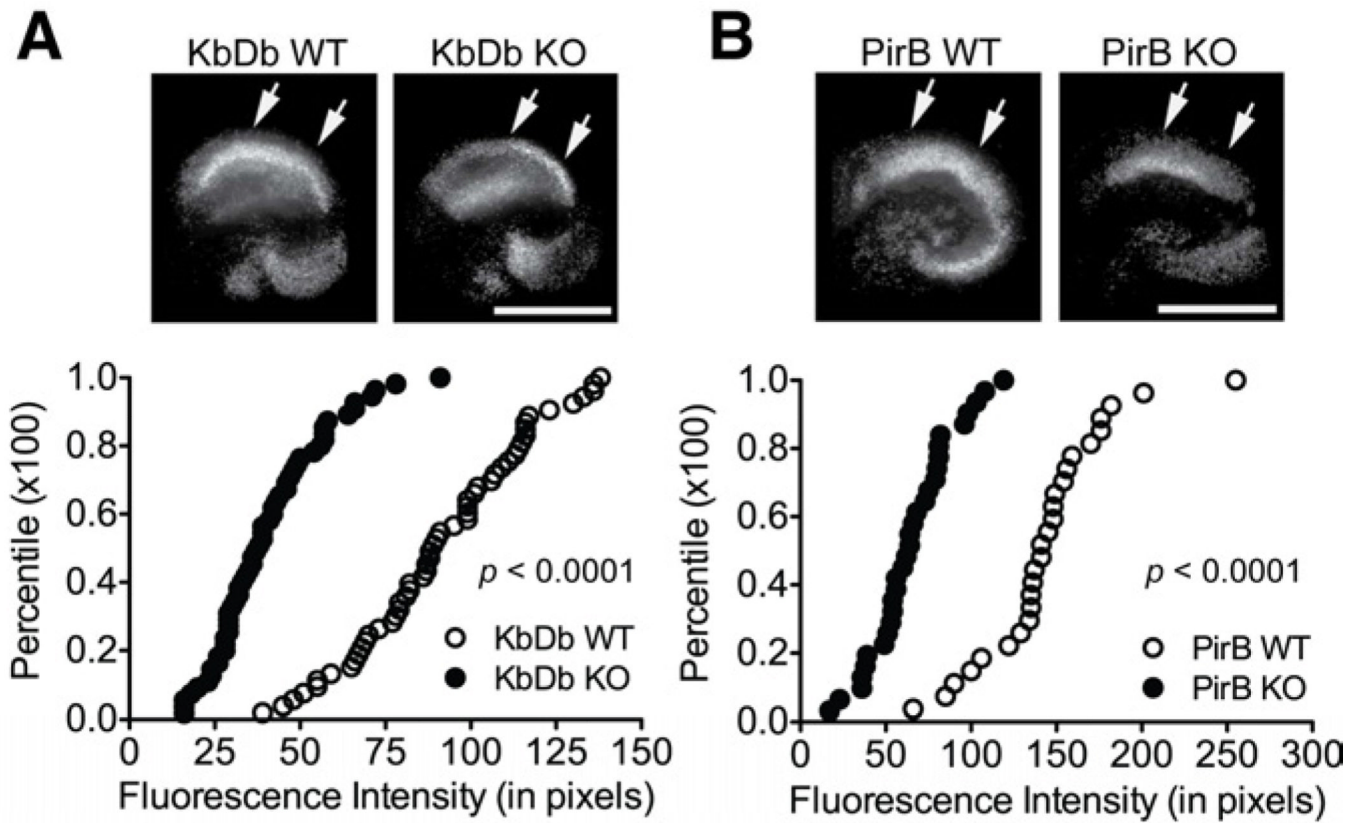 A
KbDb WT
KbDb KO
Percentile (x100)
1.0
0.8
0.6
0.4
0.2
0.0
p < 0.0001
KbDb WT
KbDb KO
0
25
50
75
100
125
150
Fluorescence Intensity (in pixels)
B
PirB WT
PirB KO
Percentile (x100)
1.0
0.8
0.6
0.4
0.2
0.0
p < 0.0001
PirB WT
PirB KO
0
50
100
150
200
250
300
Fluorescence Intensity (in pixels)